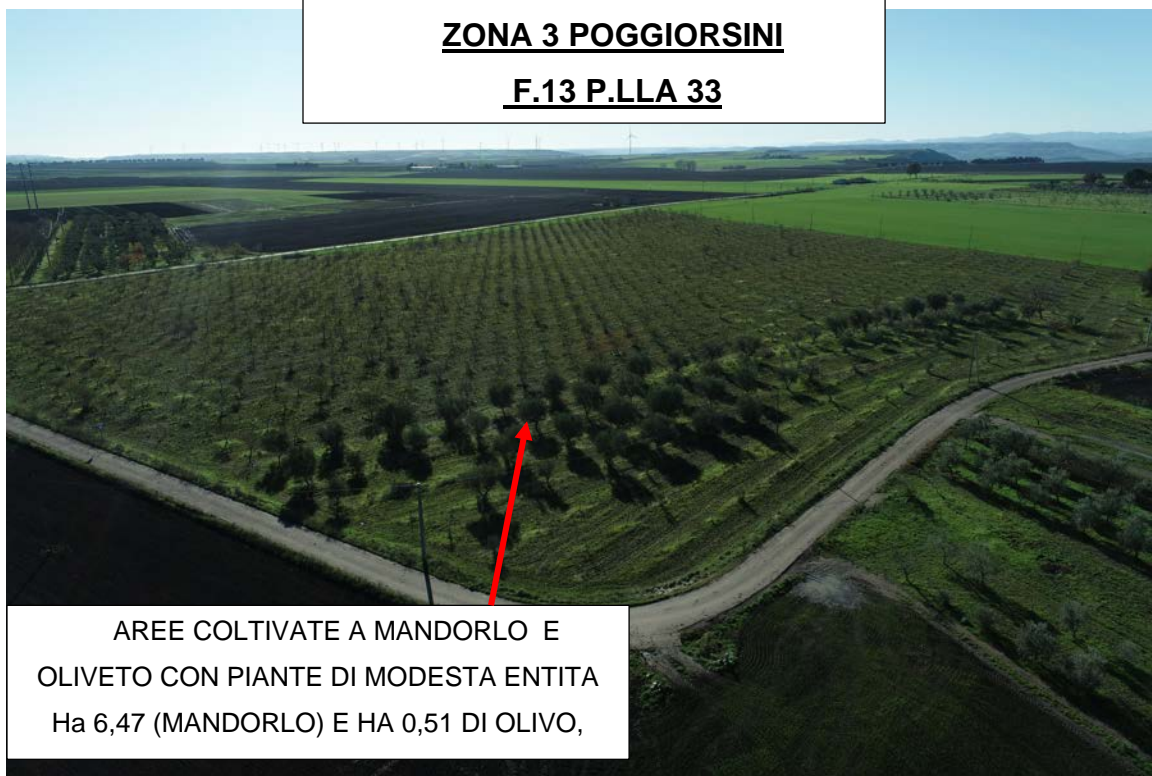 ZONA 3 POGGIORSINI
F.13 P.LLA 33
AREE COLTIVATE A MANDORLO E
OLIVETO CON PIANTE DI MODESTA ENTITA
Ha 6,47 (MANDORLO) E HA 0,51 DI OLIVO,